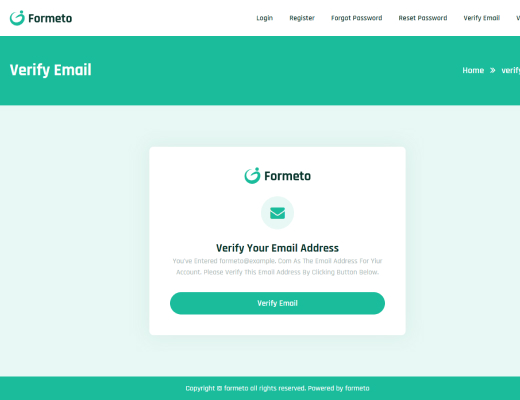 Formeto
Login Register Forgot Password Reset Password Verify Email
Verify Email
Home »
Formeto
Verify Your Email Address
You've Entered formeto@example. Com As The Email Address For Yiur
Account. Please Verify This Email Address By Clicking Button Below.
Verify Email
Copyright © formeto all rights reserved. Powered by formeto